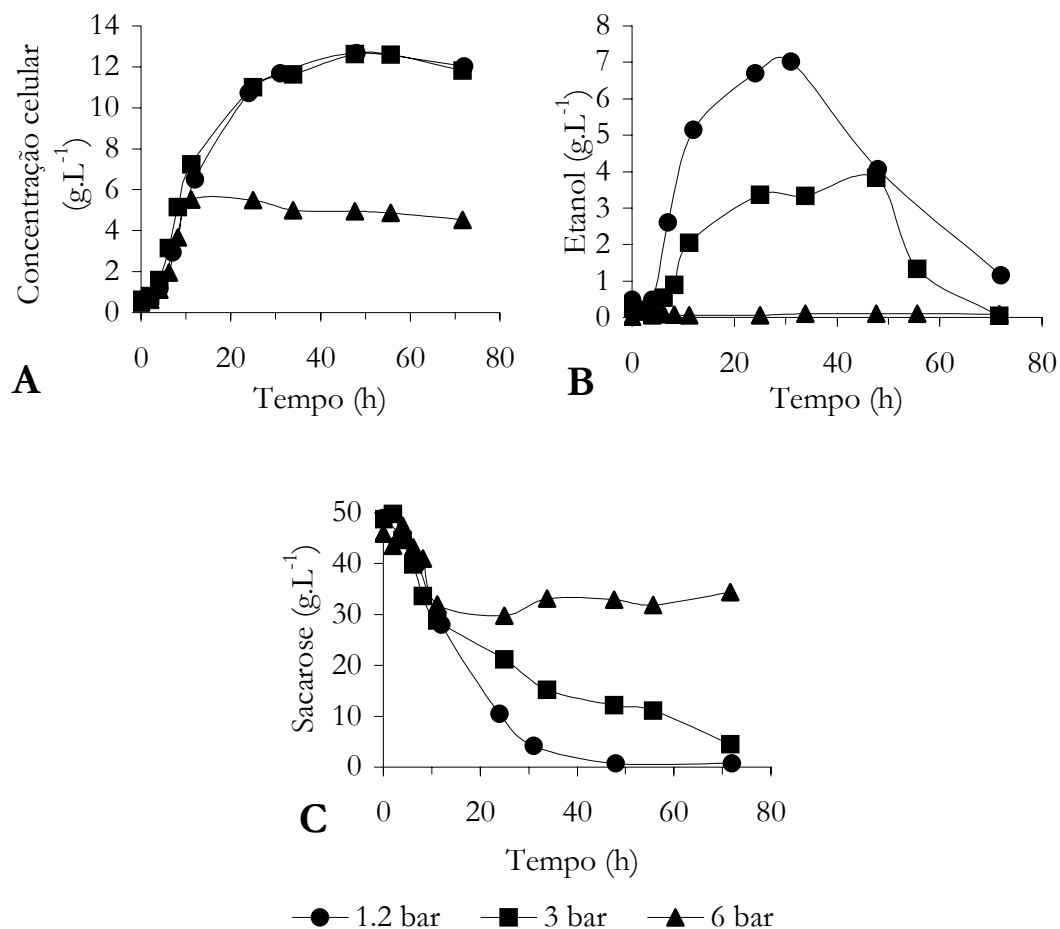 14
12
10
8
6
4
2
0
0 20 40 60 80
Concentração celular
(g.L⁻¹)
Tempo (h)
A
8
7
6
5
4
3
2
1
0
0 20 40 60 80
Etanol (g.L⁻¹)
Tempo (h)
B
50
40
30
20
10
0
0 20 40 60 80
Sacarose (g.L⁻¹)
Tempo (h)
C
1.2 bar 3 bar 6 bar